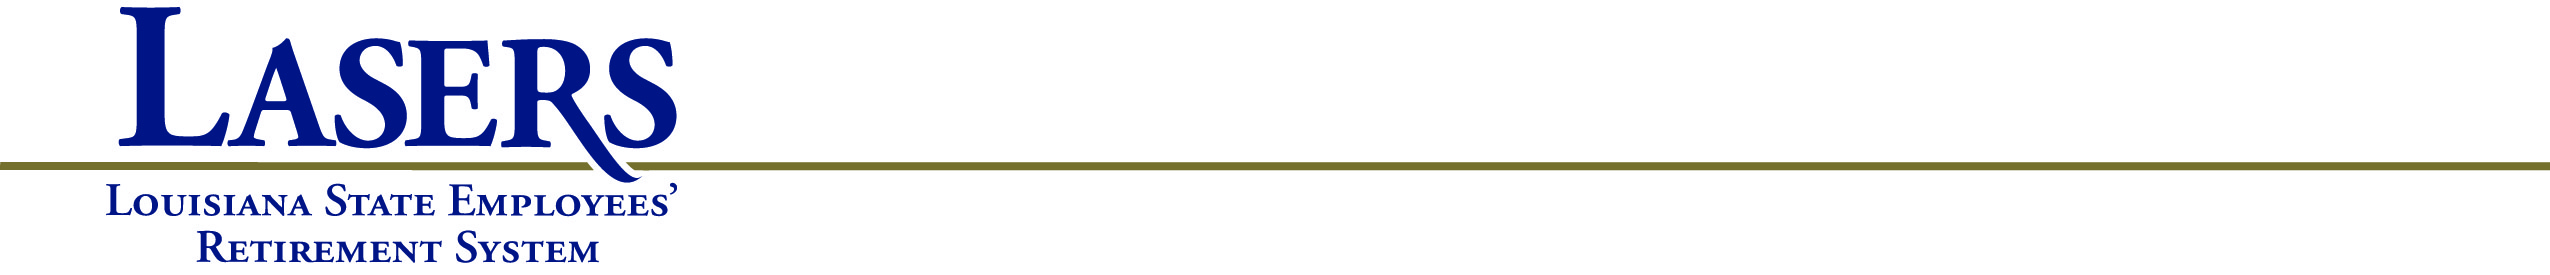 LASERS
LOUISIANA STATE EMPLOYEES’
RETIREMENT SYSTEM